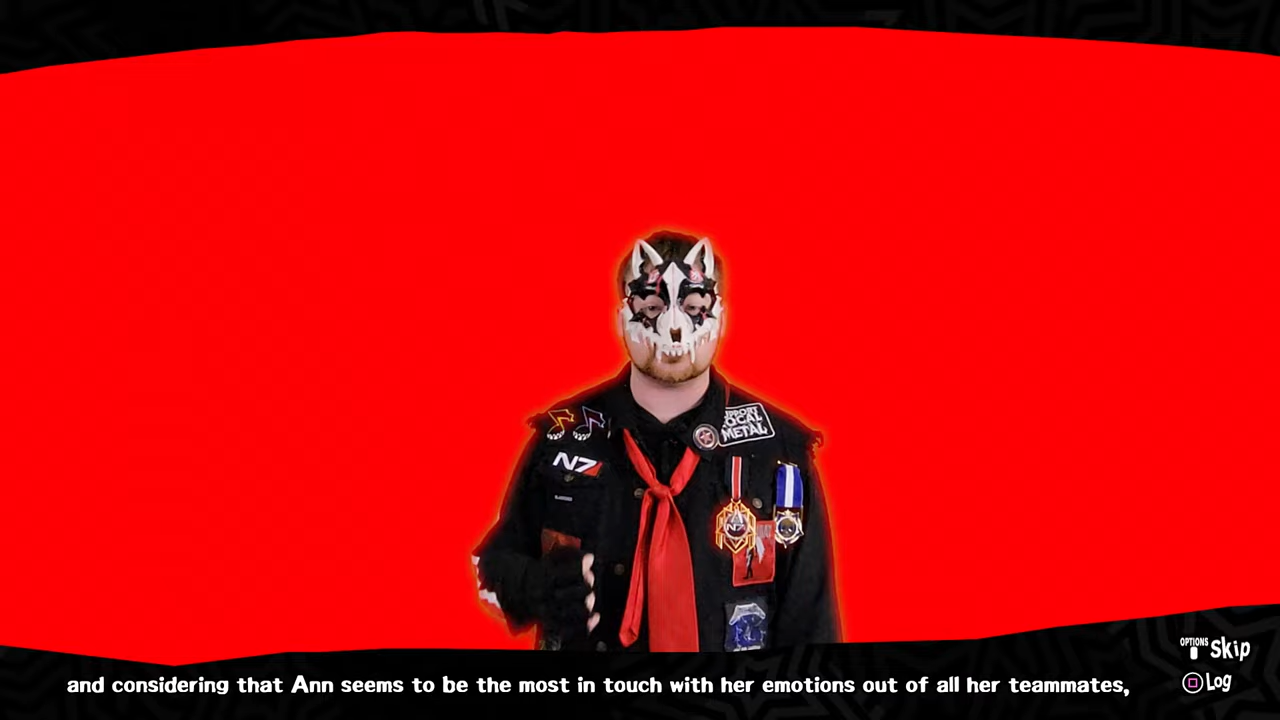 SUPPORT
LOCAL
METAL
N7
N7
OPTIONS
Skip
Log
and considering that Ann seems to be the most in touch with her emotions out of all her teammates,